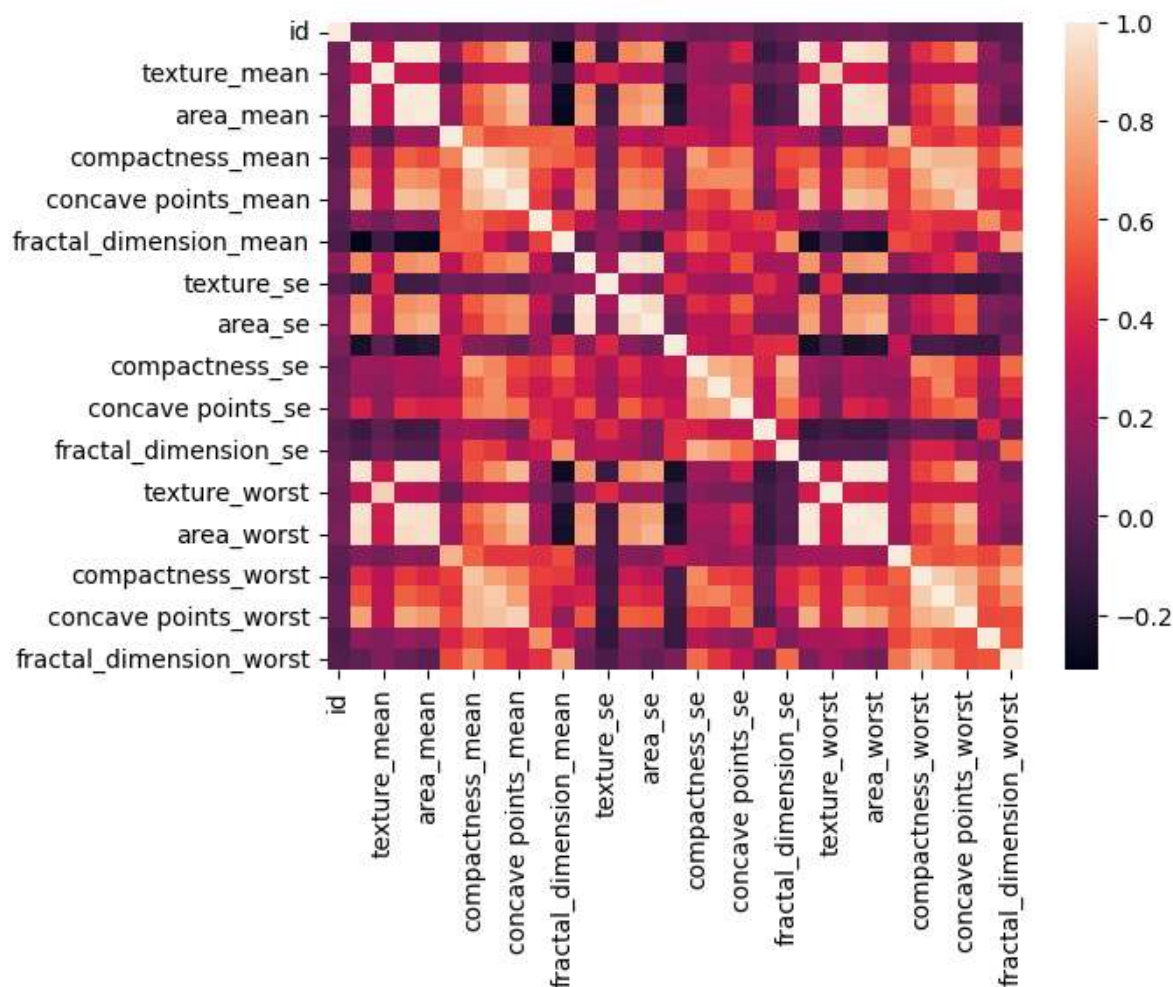 id
texture_mean
area_mean
compactness_mean
concave points_mean
fractal_dimension_mean
texture_se
area_se
compactness_se
concave points_se
fractal_dimension_se
texture_worst
area_worst
compactness_worst
concave points_worst
fractal_dimension_worst
id
texture_mean
area_mean
compactness_mean
concave points_mean
fractal_dimension_mean
texture_se
area_se
compactness_se
concave points_se
fractal_dimension_se
texture_worst
area_worst
compactness_worst
concave points_worst
fractal_dimension_worst
1.0
0.8
0.6
0.4
0.2
0.0
−0.2